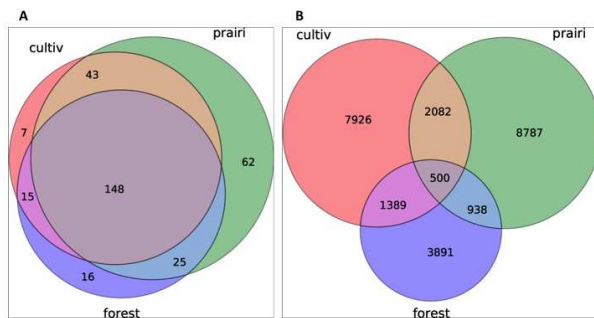 A
prairi
cultiv
43
7
62
148
15
25
16
forest
B
cultiv
prairi
7926
2082
8787
500
1389
938
3891
forest